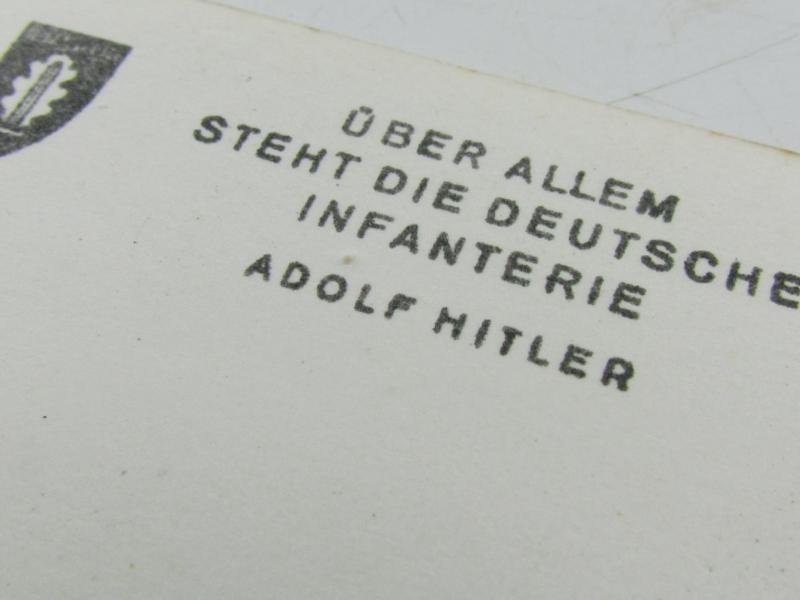 ÜBER ALLEM
STEHT DIE DEUTSCHE
INFANTERIE
ADOLF HITLER